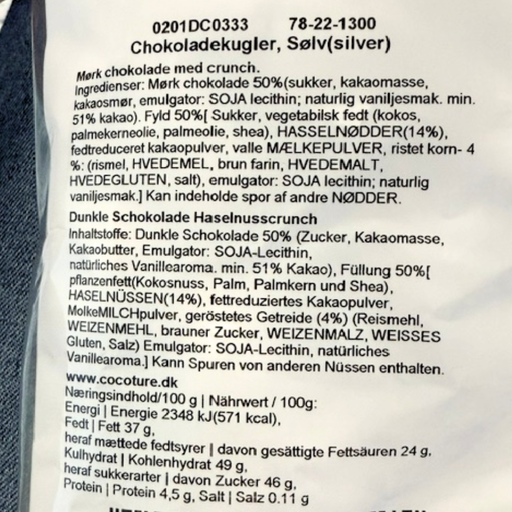 0201DC0333 78-22-1300
Chokoladekugler, Sølv(silver)
Mørk chokolade med crunch.
Ingredienser: Mørk chokolade 50%(sukker, kakaomasse,
kakaosmør, emulgator: SOJA lecithin; naturlig vaniljesmak. min.
51% kakao). Fyld 50%[ Sukker, vegetabilsk fedt (kokos,
palmekerneolie, palmeolie, shea), HASSELNØDDER(14%),
fedtreduceret kakaopulver, valle MÆLKEPULVER, ristet korn- 4
%: (rismel, HVEDEMEL, brun farin, HVEDEMALT,
HVEDEGLUTEN, salt), emulgator: SOJA lecithin; naturlig
vaniljesmak.] Kan indeholde spor af andre NØDDER.
Dunkle Schokolade Haselnusscrunch
Inhaltstoffe: Dunkle Schokolade 50% (Zucker, Kakaomasse,
Kakaobutter, Emulgator: SOJA-Lecithin,
natürliches Vanillearoma. min. 51% Kakao), Füllung 50%[
pflanzenfett(Kokosnuss, Palm, Palmkern und Shea),
HASELNÜSSEN(14%), fettreduziertes Kakaopulver,
MolkeMILCHpulver, geröstetes Getreide (4%) (Reismehl,
WEIZENMEHL, brauner Zucker, WEIZENMALZ, WEISSES
Gluten, Salz) Emulgator: SOJA-Lecithin, natürliches
Vanillearoma.] Kann Spuren von anderen Nüssen enthalten.
www.cocoture.dk
Næringsindhold/100 g | Nährwert / 100g:
Energi | Energie 2348 kJ(571 kcal),
Fedt | Fett 37 g,
heraf mættede fedtsyrer | davon gesättigte Fettsäuren 24 g,
Kulhydrat | Kohlenhydrat 49 g,
heraf sukkerarter | davon Zucker 46 g,
Protein | Protein 4,5 g, Salt | Salz 0.11 g